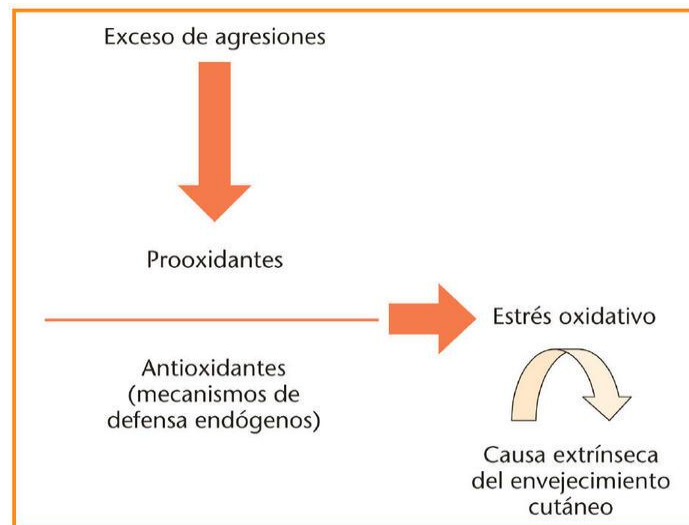 Exceso de agresiones
Prooxidantes
Estrés oxidativo
Antioxidantes
(mecanismos de
defensa endógenos)
Causa extrínseca
del envejecimiento
cutáneo